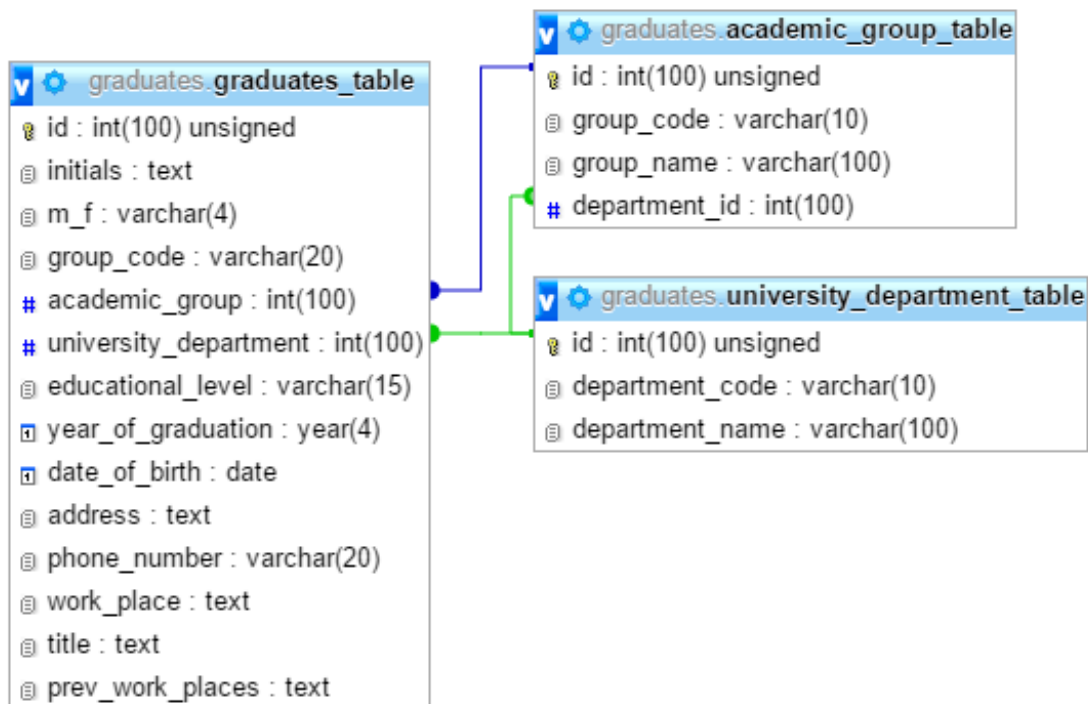 graduates.graduates_table
id : int(100) unsigned
initials : text
m_f : varchar(4)
group_code : varchar(20)
academic_group : int(100)
university_department : int(100)
educational_level : varchar(15)
year_of_graduation : year(4)
date_of_birth : date
address : text
phone_number : varchar(20)
work_place : text
title : text
prev_work_places : text
graduates.academic_group_table
id : int(100) unsigned
group_code : varchar(10)
group_name : varchar(100)
department_id : int(100)
graduates.university_department_table
id : int(100) unsigned
department_code : varchar(10)
department_name : varchar(100)